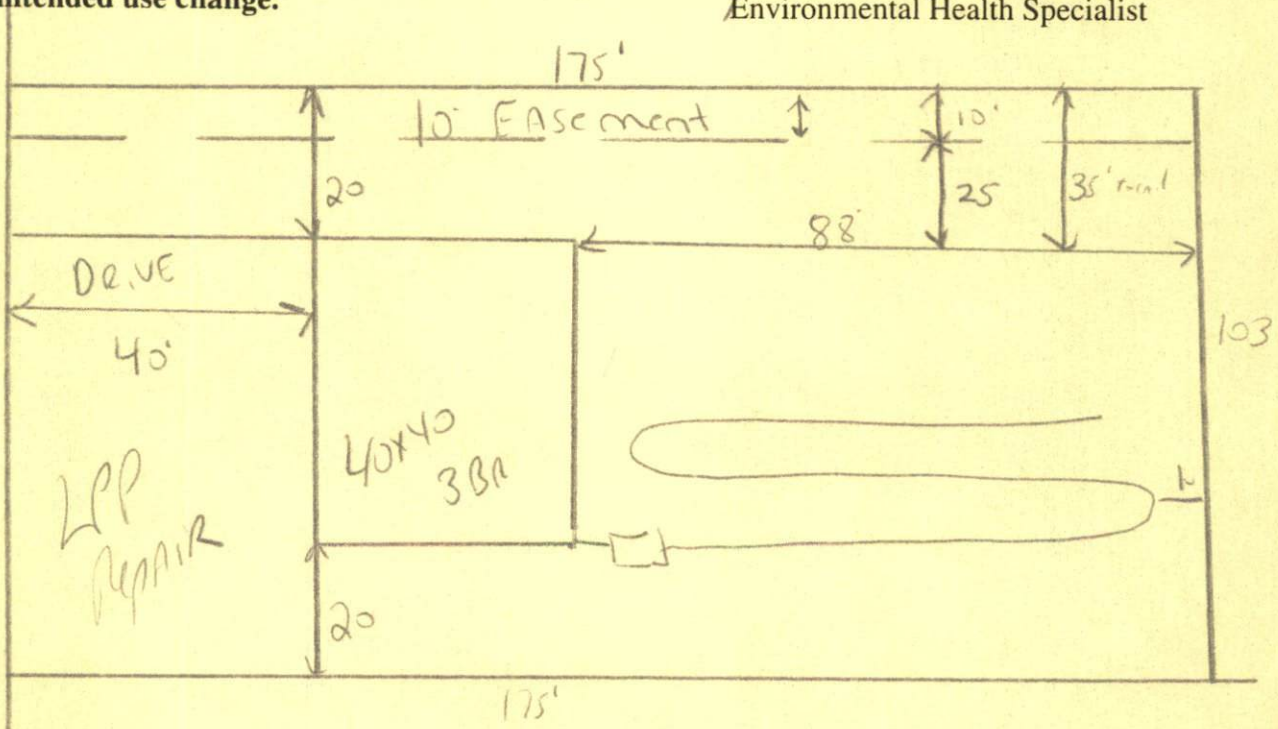 intended use change.
Environmental Health Specialist
175'
10' Easement
10'
20
25
35'
88'
Drive
40'
103
40x40
3BR
LPP
Repair
20
175'